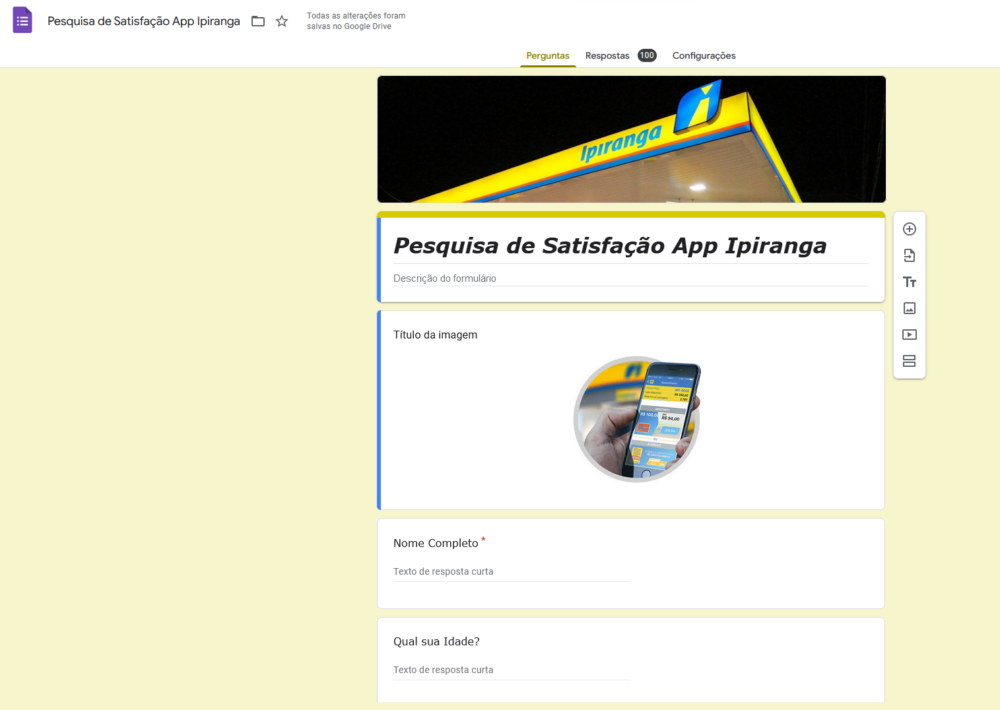 Pesquisa de Satisfação App Ipiranga
Todas as alterações foram
salvas no Google Drive
Perguntas Respostas 100 Configurações
Ipiranga
Pesquisa de Satisfação App Ipiranga
Descrição do formulário
Título da imagem
R$ 100,00
R$ 94,00
Nome Completo *
Texto de resposta curta
Qual sua Idade?
Texto de resposta curta